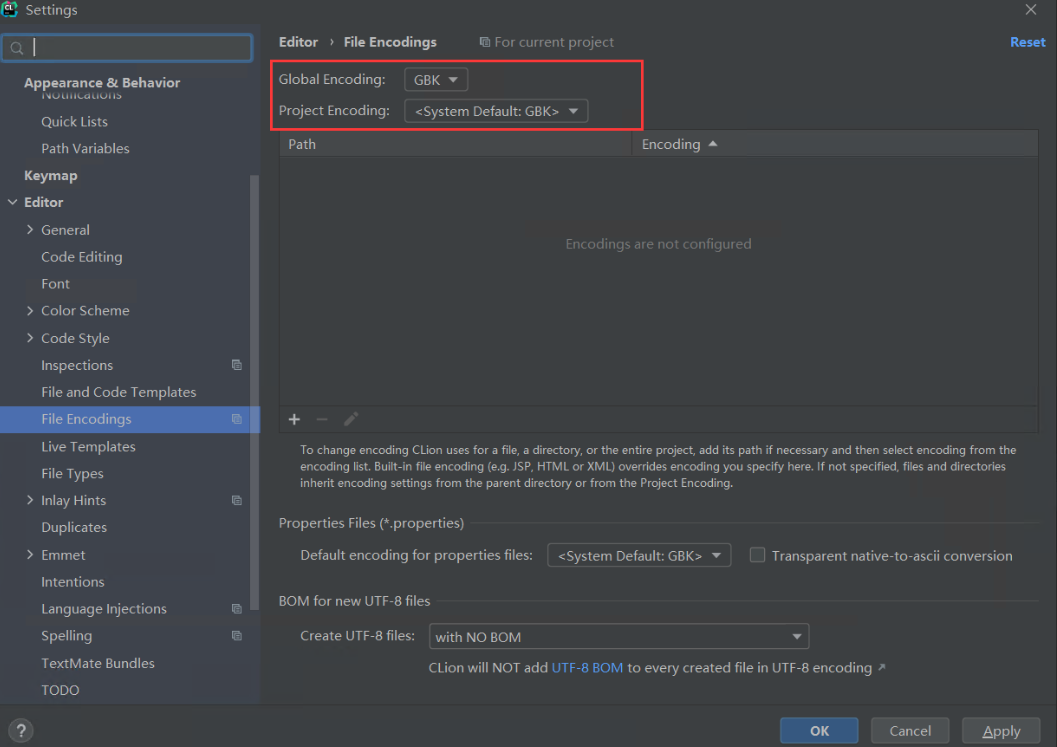 CL Settings
Editor › File Encodings For current project Reset
Appearance & Behavior
Notifications
Quick Lists
Path Variables
Keymap
Editor
General
Code Editing
Font
Color Scheme
Code Style
Inspections
File and Code Templates
File Encodings
Live Templates
File Types
Inlay Hints
Duplicates
Emmet
Intentions
Language Injections
Spelling
TextMate Bundles
TODO
Global Encoding: GBK
Project Encoding: <System Default: GBK>
Path Encoding
Encodings are not configured
To change encoding CLion uses for a file, a directory, or the entire project, add its path if necessary and then select encoding from the
encoding list. Built-in file encoding (e.g. JSP, HTML or XML) overrides encoding you specify here. If not specified, files and directories
inherit encoding settings from the parent directory or from the Project Encoding.
Properties Files (*.properties)
Default encoding for properties files: <System Default: GBK> Transparent native-to-ascii conversion
BOM for new UTF-8 files
Create UTF-8 files: with NO BOM
CLion will NOT add UTF-8 BOM to every created file in UTF-8 encoding ↗
? OK Cancel Apply